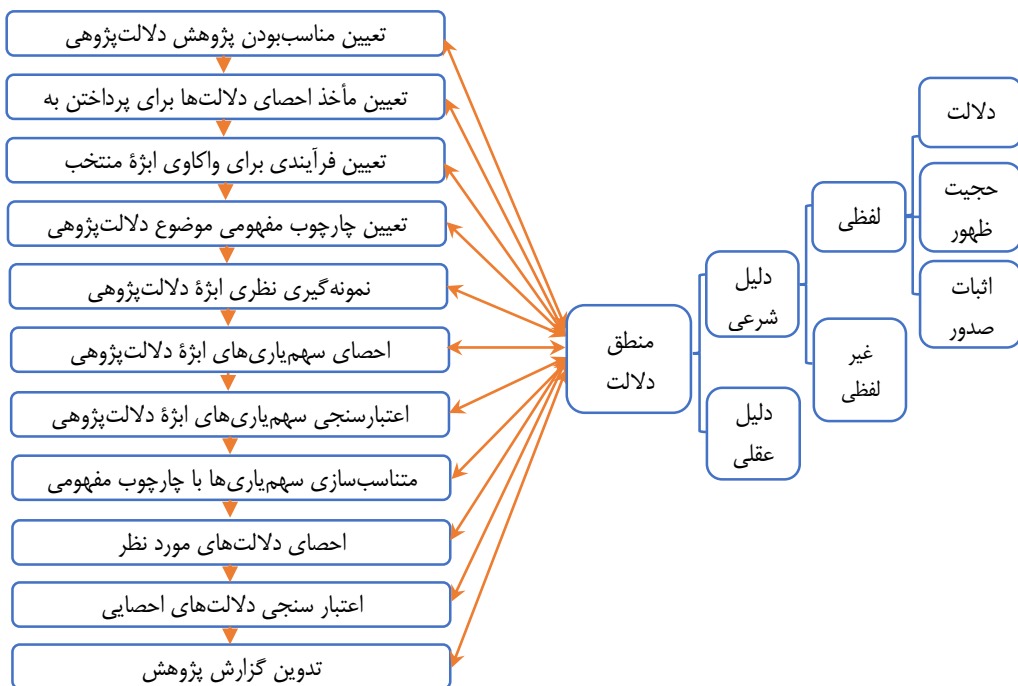 تعیین مناسب‌بودن پژوهش دلالت‌پژوهی
تعیین مأخذ احصای دلالت‌ها برای پرداختن به
تعیین فرآیندی برای واکاوی ابژۀ منتخب
تعیین چارچوب مفهومی موضوع دلالت‌پژوهی
نمونه‌گیری نظری ابژۀ دلالت‌پژوهی
احصای سهم‌یاری‌های ابژۀ دلالت‌پژوهی
اعتبارسنجی سهم‌یاری‌های ابژۀ دلالت‌پژوهی
متناسب‌سازی سهم‌یاری‌ها با چارچوب مفهومی
احصای دلالت‌های مورد نظر
اعتبار سنجی دلالت‌های احصایی
تدوین گزارش پژوهش
منطق
دلالت
دلیل
شرعی
دلیل
عقلی
لفظی
غیر
لفظی
دلالت
حجیت
ظهور
اثبات
صدور